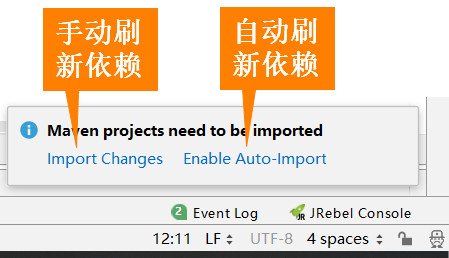 手动刷
新依赖
自动刷
新依赖
Maven projects need to be imported
Import Changes Enable Auto-Import
2 Event Log JR JRebel Console
12:11 LF UTF-8 4 spaces